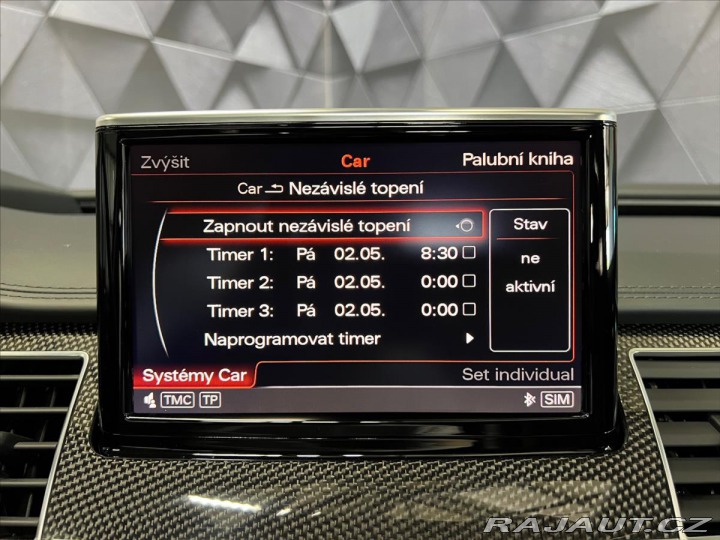 Zvýšit Car Palubní kniha
Car Nezávislé topení
Zapnout nezávislé topení
Timer 1: Pá 02.05. 8:30
Timer 2: Pá 02.05. 0:00
Timer 3: Pá 02.05. 0:00
Naprogramovat timer
Stav
ne
aktivní
Systémy Car Set individual
TMC TP SIM
RAJAUT.CZ